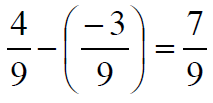 4/9 − (−3/9) = 7/9